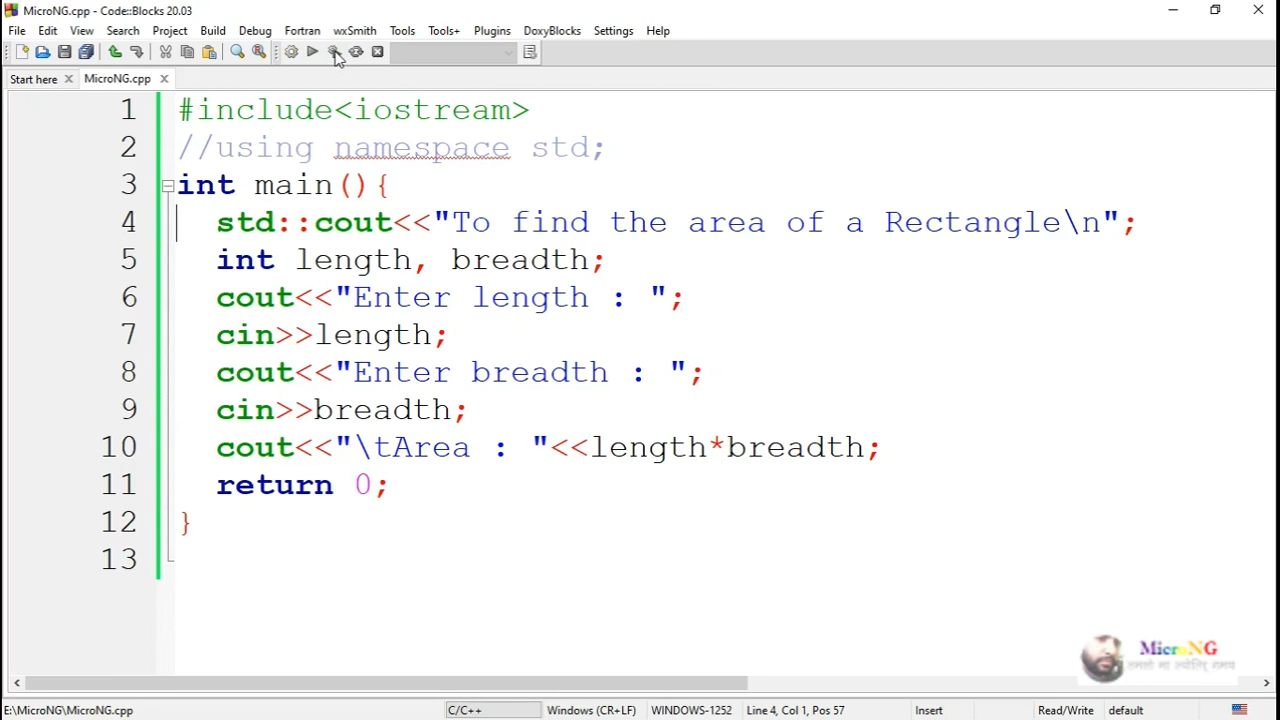 MicroNG.cpp - Code::Blocks 20.03
File Edit View Search Project Build Debug Fortran wxSmith Tools Tools+ Plugins DoxyBlocks Settings Help
Start here MicroNG.cpp
1 #include<iostream>
2 //using namespace std;
3 int main(){
4 std::cout<<"To find the area of a Rectangle\n";
5 int length, breadth;
6 cout<<"Enter length : ";
7 cin>>length;
8 cout<<"Enter breadth : ";
9 cin>>breadth;
10 cout<<"\tArea : "<<length*breadth;
11 return 0;
12 }
13
MicroNG
तमसो मा ज्योतिर् गमय
E:\MicroNG\MicroNG.cpp C/C++ Windows (CR+LF) WINDOWS-1252 Line 4, Col 1, Pos 57 Insert Read/Write default